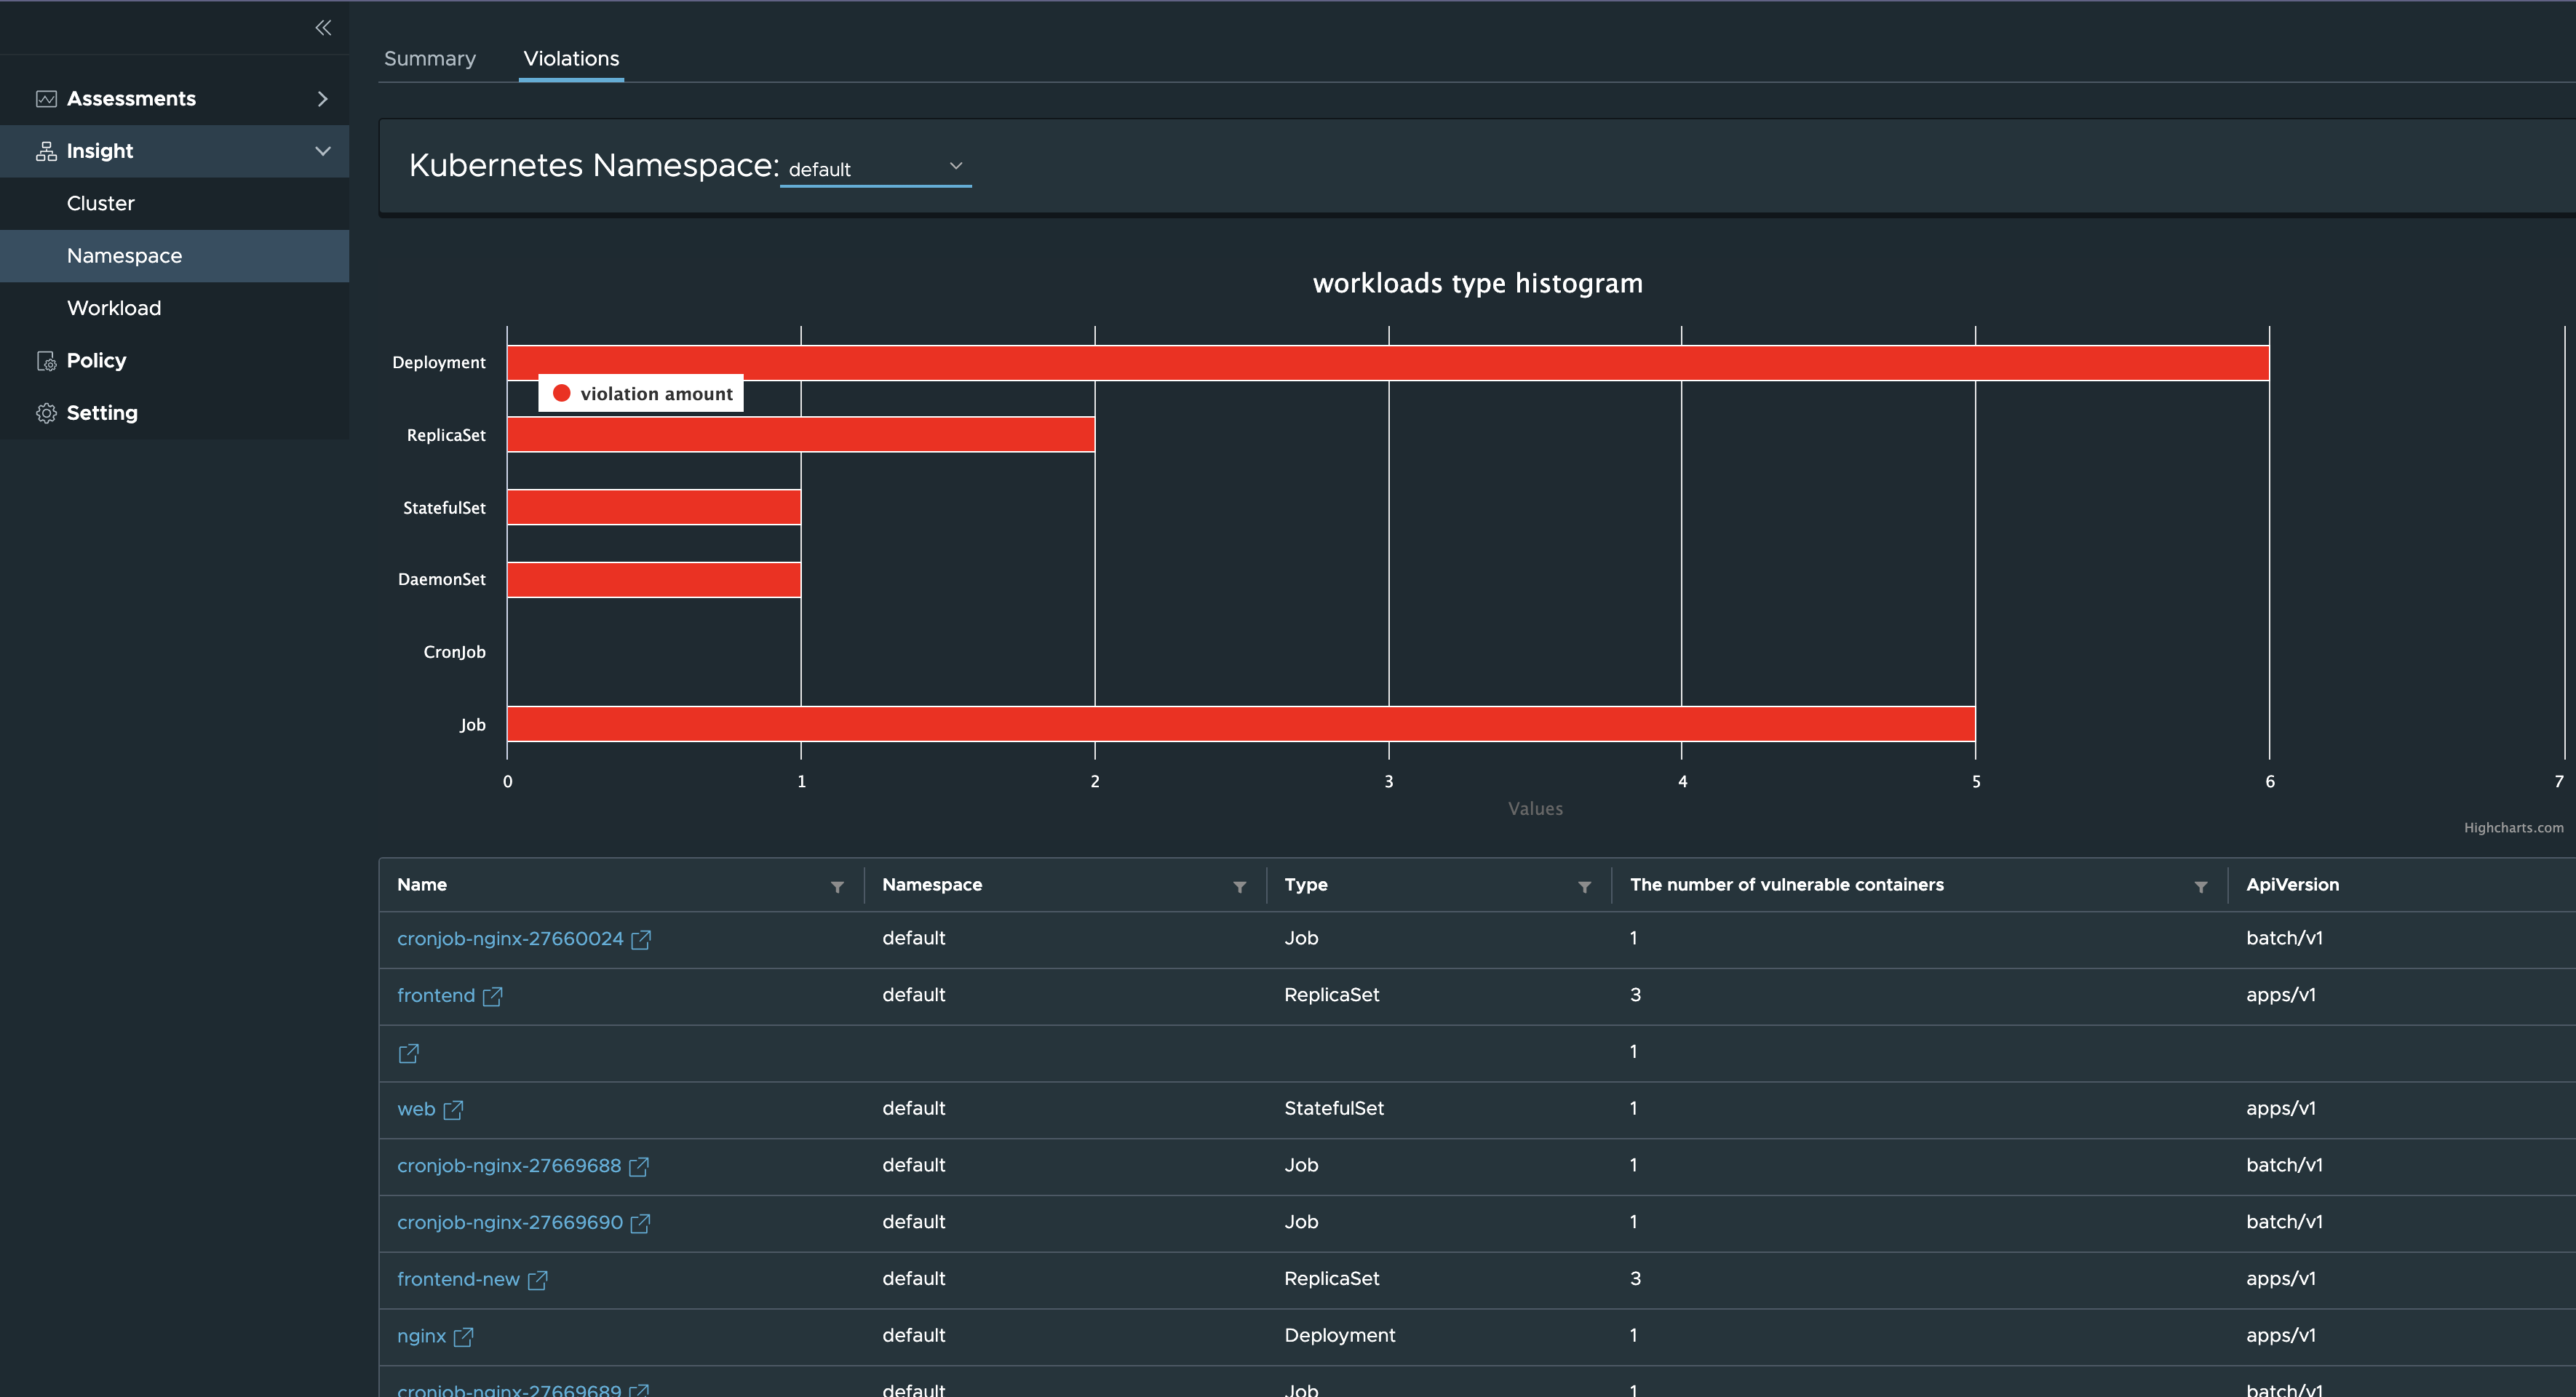 Summary Violations
Assessments
Insight
Cluster
Namespace
Workload
Policy
Setting
Kubernetes Namespace: default
workloads type histogram
Deployment
violation amount
ReplicaSet
StatefulSet
DaemonSet
CronJob
Job
0 1 2 3 4 5 6 7
Values
Highcharts.com
Name Namespace Type The number of vulnerable containers ApiVersion
cronjob-nginx-27660024 default Job 1 batch/v1
frontend default ReplicaSet 3 apps/v1
1
web default StatefulSet 1 apps/v1
cronjob-nginx-27669688 default Job 1 batch/v1
cronjob-nginx-27669690 default Job 1 batch/v1
frontend-new default ReplicaSet 3 apps/v1
nginx default Deployment 1 apps/v1
cronjob-nginx-27669689 default Job 1 batch/v1